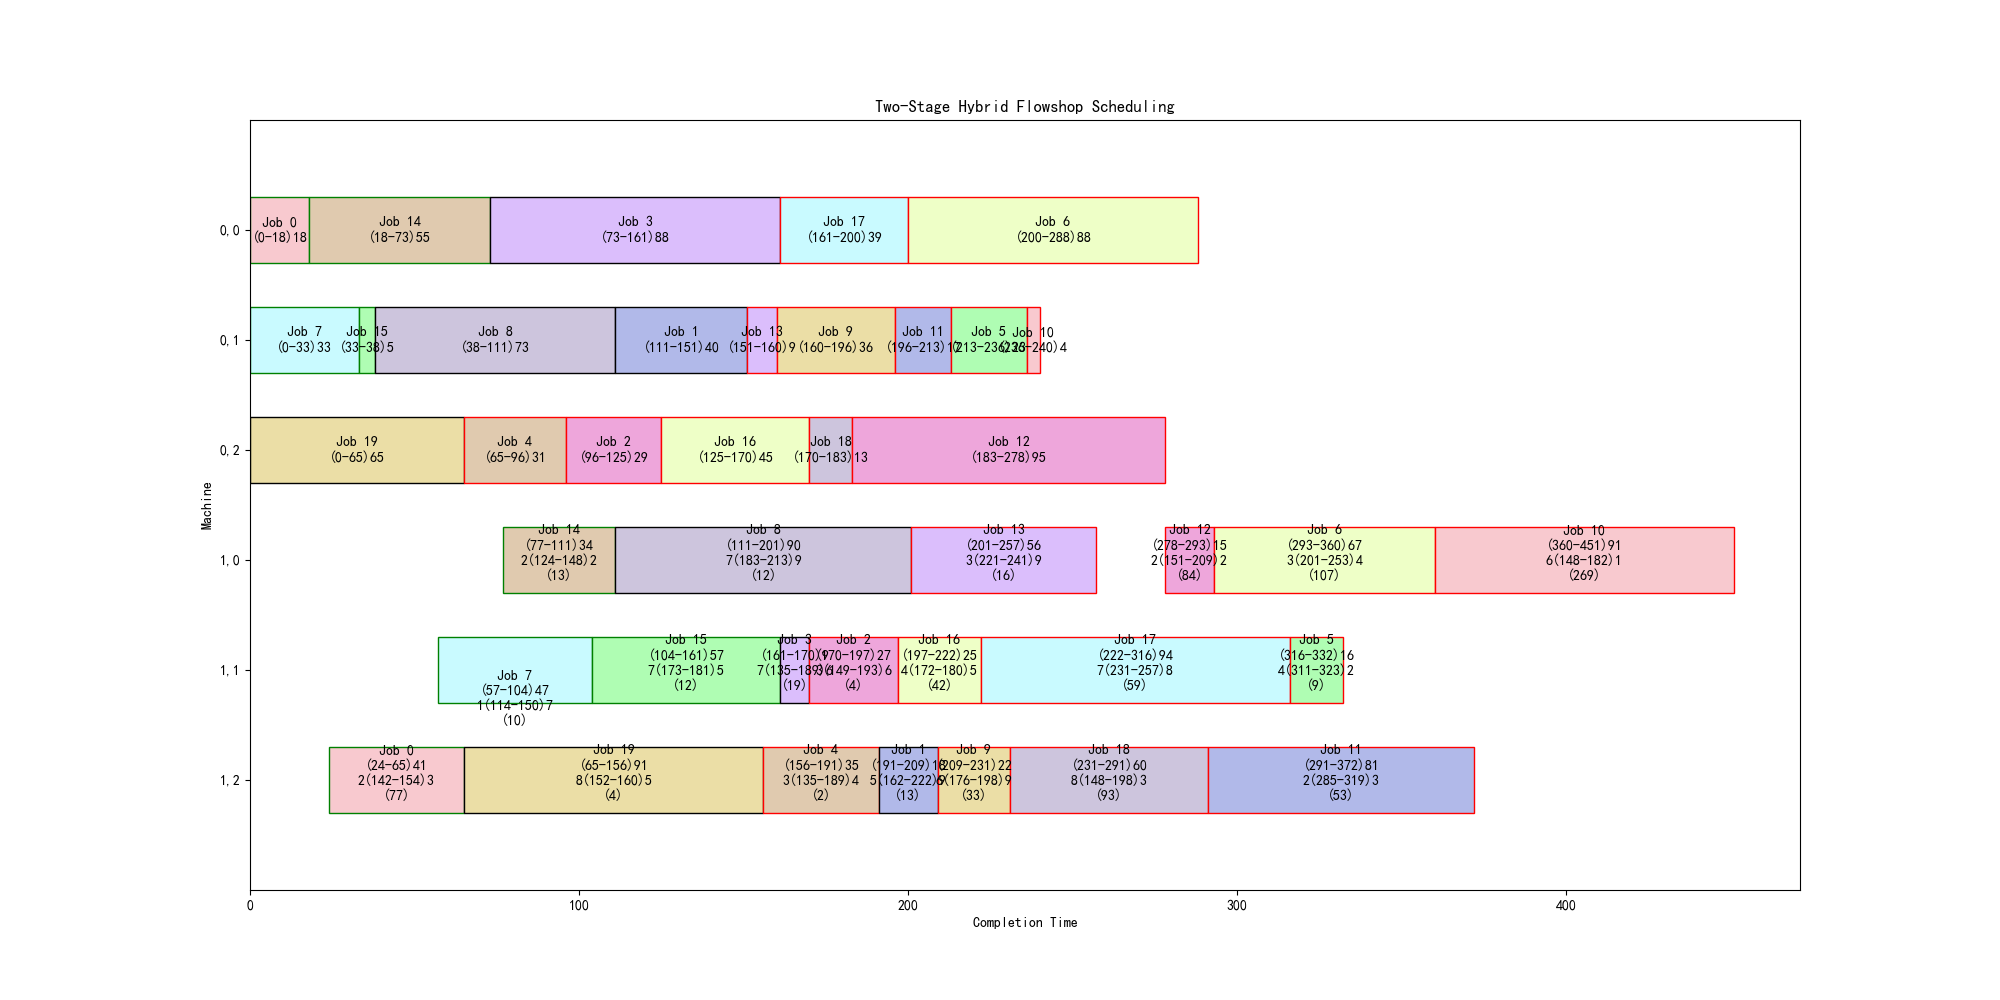 Two-Stage Hybrid Flowshop Scheduling
0,0
Job 0
(0-18)18
Job 14
(18-73)55
Job 3
(73-161)88
Job 17
(161-200)39
Job 6
(200-288)88
0,1
Job 7
(0-33)33
Job 15
(33-38)5
Job 8
(38-111)73
Job 1
(111-151)40
Job 13
(151-160)9
Job 9
(160-196)36
Job 11
(196-213)17
Job 5
(213-236)23
Job 10
(236-240)4
0,2
Job 19
(0-65)65
Job 4
(65-96)31
Job 2
(96-125)29
Job 16
(125-170)45
Job 18
(170-183)13
Job 12
(183-278)95
1,0
Job 14
(77-111)34
2(124-148)2
(13)
Job 8
(111-201)90
7(183-213)9
(12)
Job 13
(201-257)56
3(221-241)9
(16)
Job 12
(278-293)15
2(151-209)2
(84)
Job 6
(293-360)67
3(201-253)4
(107)
Job 10
(360-451)91
6(148-182)1
(269)
1,1
Job 7
(57-104)47
1(114-150)7
(10)
Job 15
(104-161)57
7(173-181)5
(12)
Job 3
(161-170)9
7(135-189)
(19)
Job 2
(170-197)27
(149-193)6
(4)
Job 16
(197-222)25
4(172-180)5
(42)
Job 17
(222-316)94
7(231-257)8
(59)
Job 5
(316-332)16
4(311-323)2
(9)
1,2
Job 0
(24-65)41
2(142-154)3
(77)
Job 19
(65-156)91
8(152-160)5
(4)
Job 4
(156-191)35
3(135-189)4
(2)
Job 1
(191-209)18
5(162-222)
(13)
Job 9
(209-231)22
(176-198)9
(33)
Job 18
(231-291)60
8(148-198)3
(93)
Job 11
(291-372)81
2(285-319)3
(53)
Machine
0
100
200
300
400
Completion Time